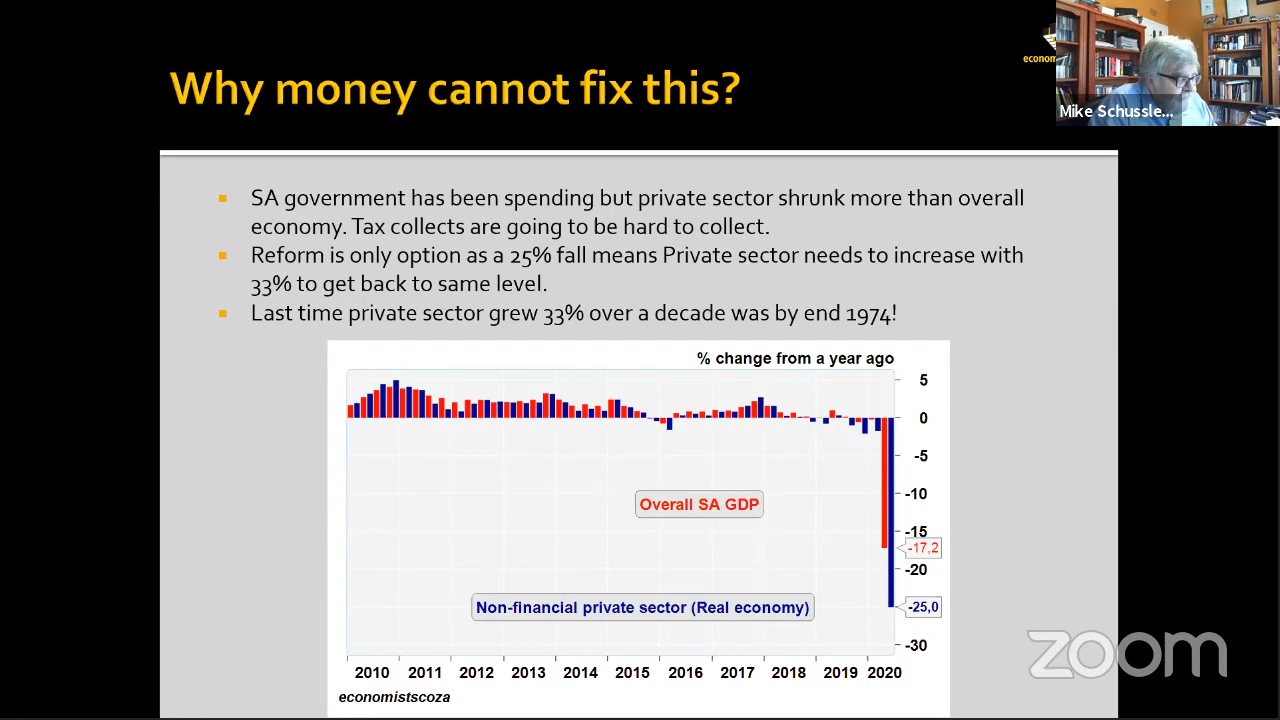 Why money cannot fix this?
econom
Mike Schussle...
SA government has been spending but private sector shrunk more than overall
economy. Tax collects are going to be hard to collect.
Reform is only option as a 25% fall means Private sector needs to increase with
33% to get back to same level.
Last time private sector grew 33% over a decade was by end 1974!
% change from a year ago
5
0
-5
-10
Overall SA GDP
-15
-17,2
-20
Non-financial private sector (Real economy)
-25,0
-30
2010 2011 2012 2013 2014 2015 2016 2017 2018 2019 2020
economistscoza
zoom